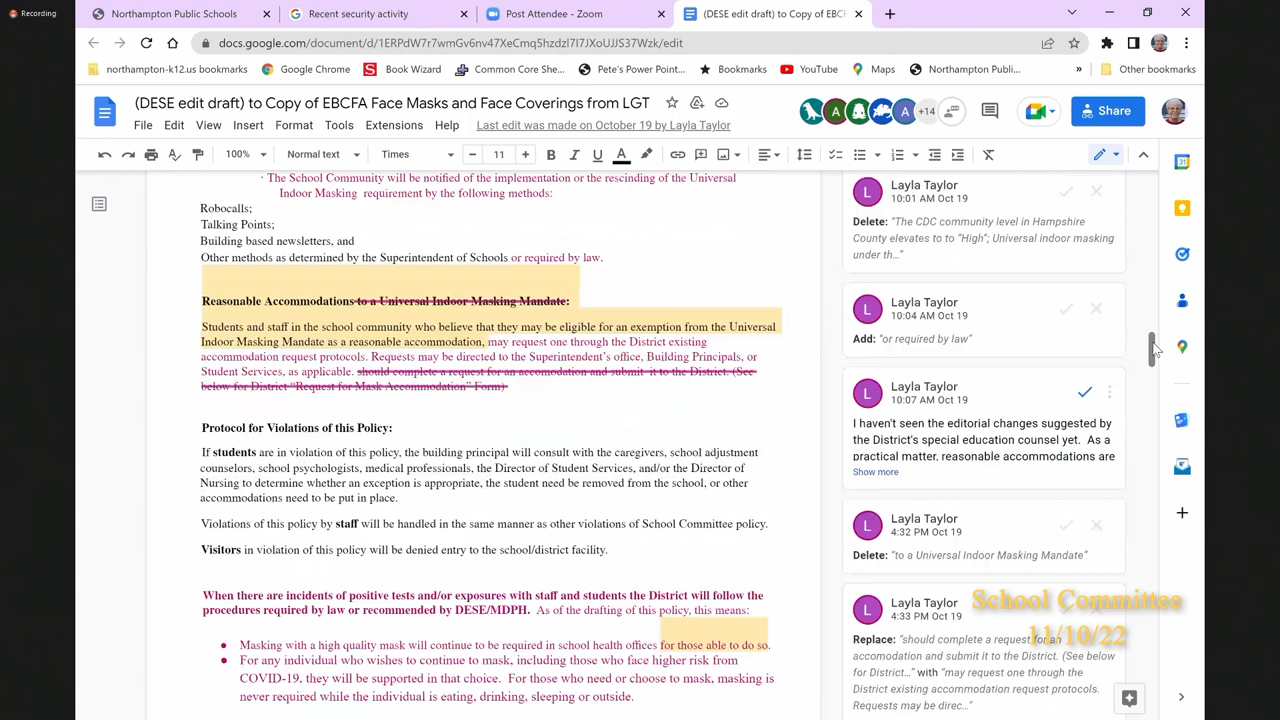 Recording
Northampton Public Schools
Recent security activity
Post Attendee - Zoom
(DESE edit draft) to Copy of EBCF
docs.google.com/document/d/1ERPdW7r7wmGv6nv47XeCmq5hzdzl7I7JXoUJJS37Wzk/edit
northampton-k12.us bookmarks
Google Chrome
Book Wizard
Common Core She...
Pete's Power Point...
Bookmarks
YouTube
Maps
Northampton Publi...
»
Other bookmarks
(DESE edit draft) to Copy of EBCFA Face Masks and Face Coverings from LGT
A
A
+14
Share
File Edit View Insert Format Tools Extensions Help Last edit was made on October 19 by Layla Taylor
100% Normal text Times 11 B I U A
· The School Community will be notified of the implementation or the rescinding of the Universal
Indoor Masking requirement by the following methods:
Robocalls;
Talking Points;
Building based newsletters, and
Other methods as determined by the Superintendent of Schools or required by law.
Reasonable Accommodations to a Universal Indoor Masking Mandate:
Students and staff in the school community who believe that they may be eligible for an exemption from the Universal
Indoor Masking Mandate as a reasonable accommodation, may request one through the District existing
accommodation request protocols. Requests may be directed to the Superintendent's office, Building Principals, or
Student Services, as applicable. should complete a request for an accomodation and submit it to the District. (See
below for District "Request for Mask Accommodation" Form)
Protocol for Violations of this Policy:
If students are in violation of this policy, the building principal will consult with the caregivers, school adjustment
counselors, school psychologists, medical professionals, the Director of Student Services, and/or the Director of
Nursing to determine whether an exception is appropriate, the student need be removed from the school, or other
accommodations need to be put in place.
Violations of this policy by staff will be handled in the same manner as other violations of School Committee policy.
Visitors in violation of this policy will be denied entry to the school/district facility.
When there are incidents of positive tests and/or exposures with staff and students the District will follow the
procedures required by law or recommended by DESE/MDPH. As of the drafting of this policy, this means:
● Masking with a high quality mask will continue to be required in school health offices for those able to do so.
● For any individual who wishes to continue to mask, including those who face higher risk from
COVID-19, they will be supported in that choice. For those who need or choose to mask, masking is
never required while the individual is eating, drinking, sleeping or outside.
L
Layla Taylor
10:01 AM Oct 19
Delete: "The CDC community level in Hampshire
County elevates to to "High"; Universal indoor masking
under th..."
L
Layla Taylor
10:04 AM Oct 19
Add: "or required by law"
L
Layla Taylor
10:07 AM Oct 19
I haven't seen the editorial changes suggested by
the District's special education counsel yet. As a
practical matter, reasonable accommodations are
Show more
L
Layla Taylor
4:32 PM Oct 19
Delete: "to a Universal Indoor Masking Mandate"
L
Layla Taylor
4:33 PM Oct 19
Replace: "should complete a request for an
accomodation and submit it to the District. (See below
for District..." with "may request one through the
District existing accommodation request protocols.
Requests may be direc..."
School Committee
11/10/22